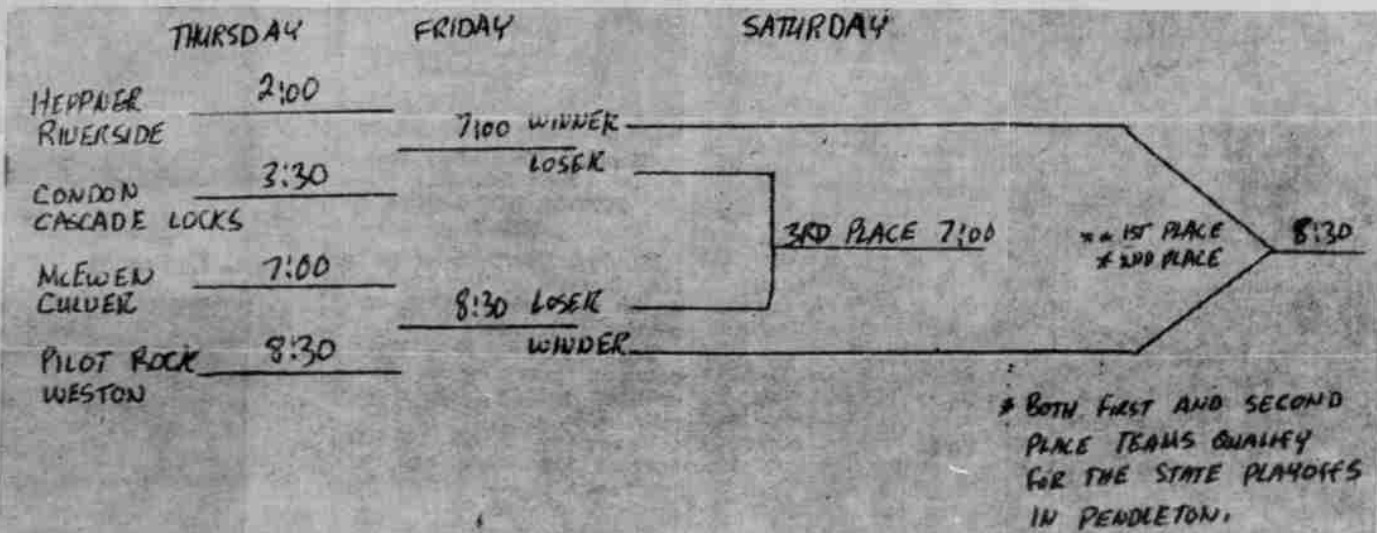 THURSDAY FRIDAY SATURDAY
HEPPNER 2:00
RIVERSIDE
7:00 WINNER
LOSER
CONDON 3:30
CASCADE LOCKS
3RD PLACE 7:00
** 1ST PLACE 8:30
* 2ND PLACE
McEWEN 7:00
CULVER
8:30 LOSER
WINDER
PILOT ROCK 8:30
WESTON
* BOTH FIRST AND SECOND
PLACE TEAMS QUALIFY
FOR THE STATE PLAYOFFS
IN PENDLETON.